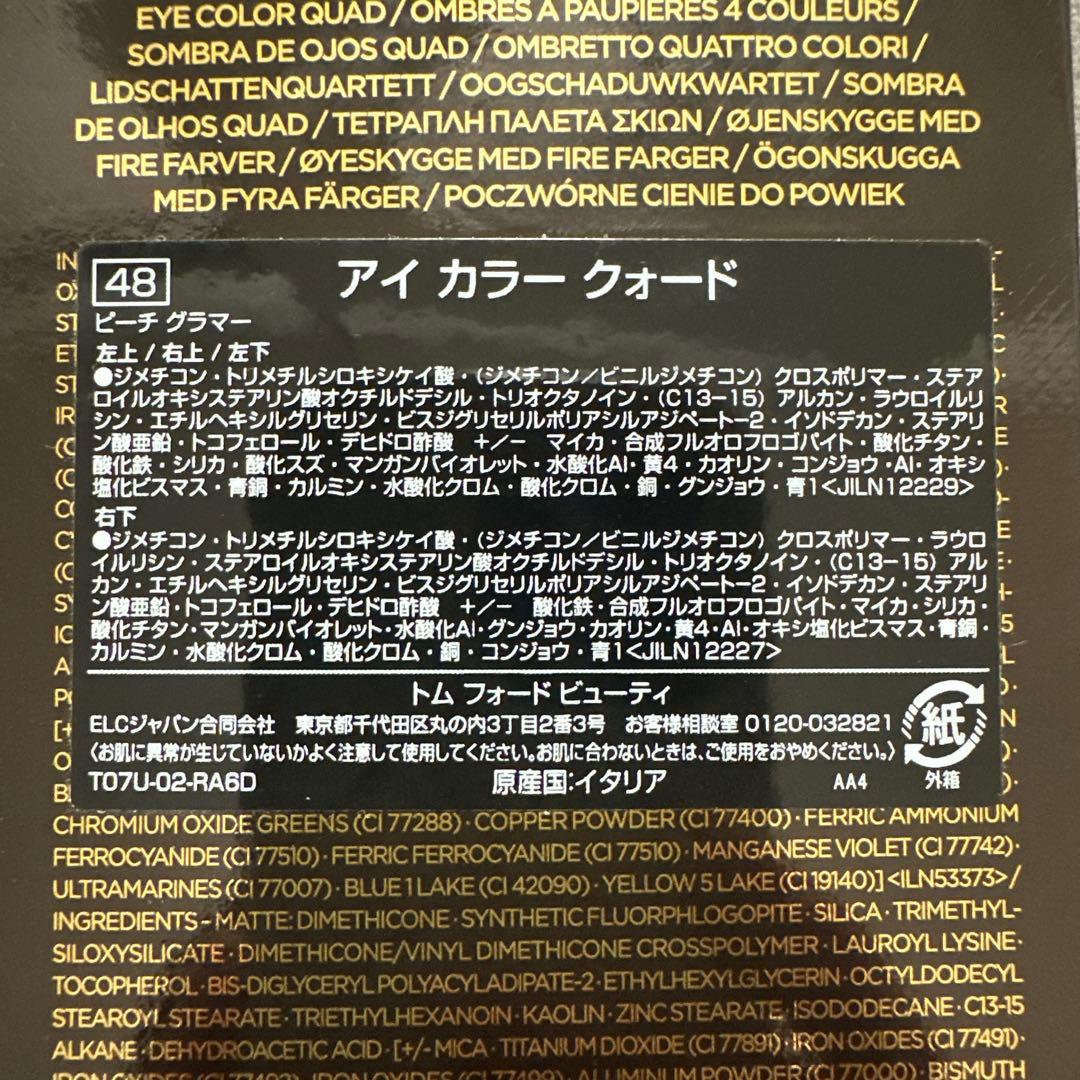 EYE COLOR QUAD / OMBRES À PAUPIÈRES 4 COULEURS /
SOMBRA DE OJOS QUAD / OMBRETTO QUATTRO COLORI /
LIDSCHATTENQUARTETT / OOGSCHADUWKWARTET / SOMBRA
DE OLHOS QUAD / ΤΕΤΡΑΠΛΗ ΠΑΛΕΤΑ ΣΚΙΩΝ / ØJENSKYGGE MED
FIRE FARVER / ØYESKYGGE MED FIRE FARGER / ÖGONSKUGGA
MED FYRA FÄRGER / POCZWÓRNE CIENIE DO POWIEK
48 アイ カラー クォード
ピーチ グラマー
左上 / 右上 / 左下
●ジメチコン・トリメチルシロキシケイ酸・(ジメチコン/ビニルジメチコン) クロスポリマー・ステア
ロイルオキシステアリン酸オクチルドデシル・トリオクタノイン・(C13-15) アルカン・ラウロイルリ
シン・エチルヘキシルグリセリン・ビスジグリセリルポリアシルアジペート-2・イソドデカン・ステアリ
ン酸亜鉛・トコフェロール・デヒドロ酢酸 +/- マイカ・合成フルオロフロゴパイト・酸化チタン・
酸化鉄・シリカ・酸化スズ・マンガンバイオレット・水酸化Al・黄4・カオリン・コンジョウ・Al・オキシ
塩化ビスマス・青銅・カルミン・水酸化クロム・酸化クロム・銅・グンジョウ・青1<JILN12229>
右下
●ジメチコン・トリメチルシロキシケイ酸・(ジメチコン/ビニルジメチコン) クロスポリマー・ラウロ
イルリシン・ステアロイルオキシステアリン酸オクチルドデシル・トリオクタノイン・(C13-15) アル
カン・エチルヘキシルグリセリン・ビスジグリセリルポリアシルアジペート-2・イソドデカン・ステアリ
ン酸亜鉛・トコフェロール・デヒドロ酢酸 +/- 酸化鉄・合成フルオロフロゴパイト・マイカ・シリカ・
酸化チタン・マンガンバイオレット・水酸化Al・グンジョウ・カオリン・黄4・Al・オキシ塩化ビスマス・青銅・
カルミン・水酸化クロム・酸化クロム・銅・コンジョウ・青1<JILN12227>
トム フォード ビューティ
ELCジャパン合同会社 東京都千代田区丸の内3丁目2番3号 お客様相談室 0120-032821
〈お肌に異常が生じていないかよく注意して使用してください。お肌に合わないときは、ご使用をおやめください。〉
紙
T07U-02-RA6D 原産国:イタリア AA4 外箱
CHROMIUM OXIDE GREENS (CI 77288) · COPPER POWDER (CI 77400) · FERRIC AMMONIUM
FERROCYANIDE (CI 77510) · FERRIC FERROCYANIDE (CI 77510) · MANGANESE VIOLET (CI 77742) ·
ULTRAMARINES (CI 77007) · BLUE 1 LAKE (CI 42090) · YELLOW 5 LAKE (CI 19140)] <ILN53373> /
INGREDIENTS – MATTE: DIMETHICONE · SYNTHETIC FLUORPHLOGOPITE · SILICA · TRIMETHYL-
SILOXYSILICATE · DIMETHICONE/VINYL DIMETHICONE CROSSPOLYMER · LAUROYL LYSINE ·
TOCOPHEROL · BIS-DIGLYCERYL POLYACYLADIPATE-2 · ETHYLHEXYLGLYCERIN · OCTYLDODECYL
STEAROYL STEARATE · TRIETHYLHEXANOIN · KAOLIN · ZINC STEARATE · ISODODECANE · C13-15
ALKANE · DEHYDROACETIC ACID · [+/- MICA · TITANIUM DIOXIDE (CI 77891) · IRON OXIDES (CI 77491) ·
IRON OXIDES (CI 77492) · IRON OXIDES (CI 77499) · ALUMINUM POWDER (CI 77000) · BISMUTH